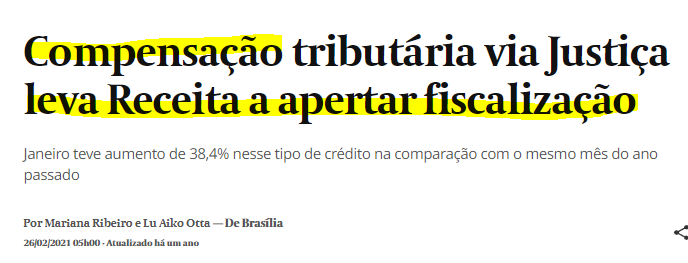 Compensação tributária via Justiça
leva Receita a apertar fiscalização
Janeiro teve aumento de 38,4% nesse tipo de crédito na comparação com o mesmo mês do ano
passado
Por Mariana Ribeiro e Lu Aiko Otta — De Brasília
26/02/2021 05h00 · Atualizado há um ano